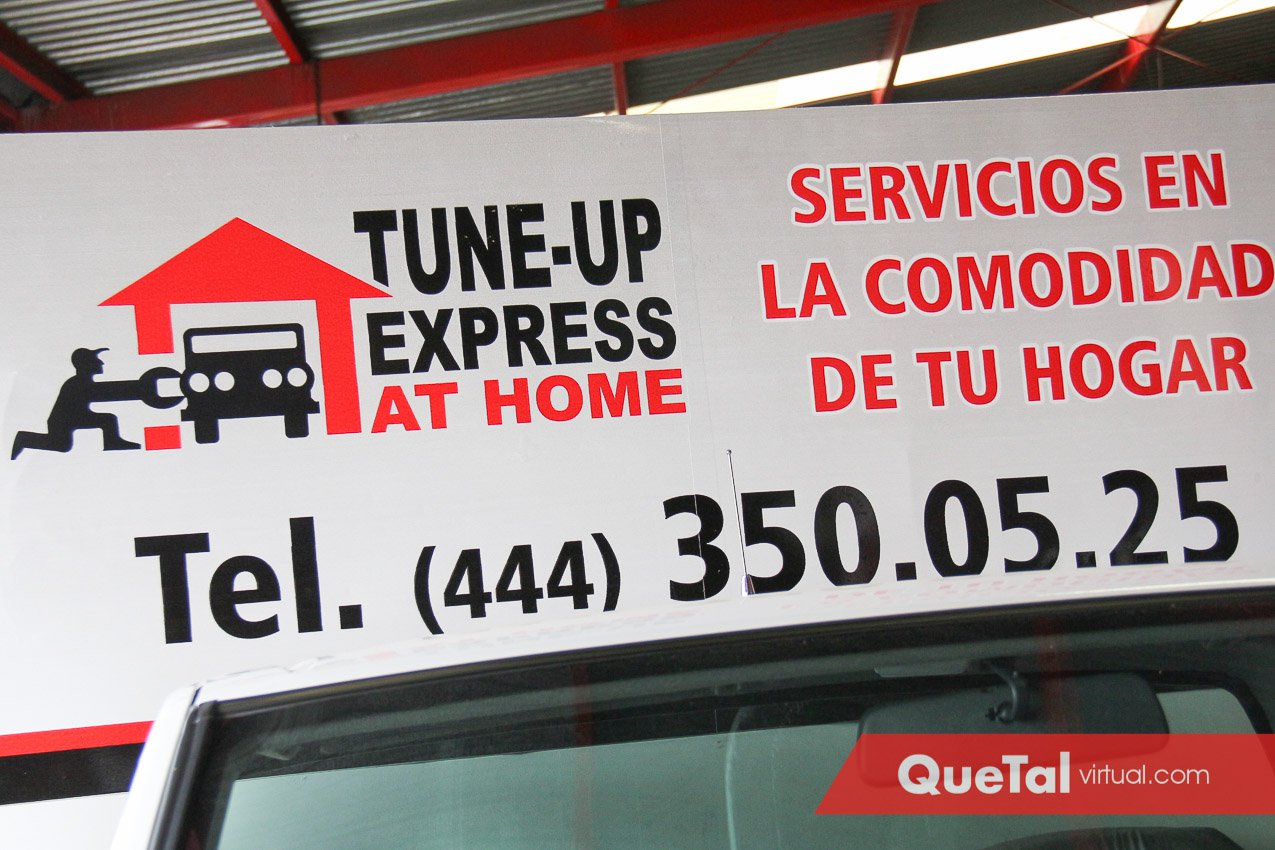 TUNE-UP
EXPRESS
AT HOME
SERVICIOS EN
LA COMODIDAD
DE TU HOGAR
Tel. (444) 350.05.25
QueTal virtual.com